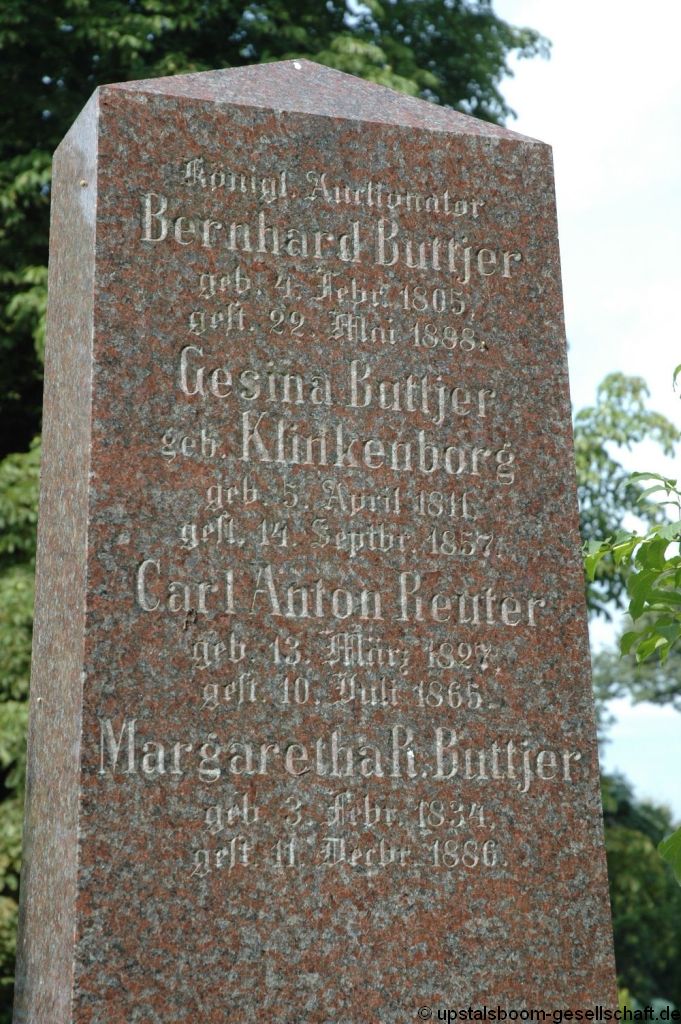 Königl. Auctionator
Bernhard Buttjer
geb. 4. Febr. 1805,
gest. 22. Mai 1888.
Gesina Buttjer
geb. Klinkenborg
geb. 5. April 1811,
gest. 14. Septbr. 1857.
Carl Anton Reuter
geb. 13. März 1827,
gest. 10. Juli 1865.
Margaretha R. Buttjer
geb. 3. Febr. 1834,
gest. 11. Decbr. 1886.
© upstalsboom-gesellschaft.de